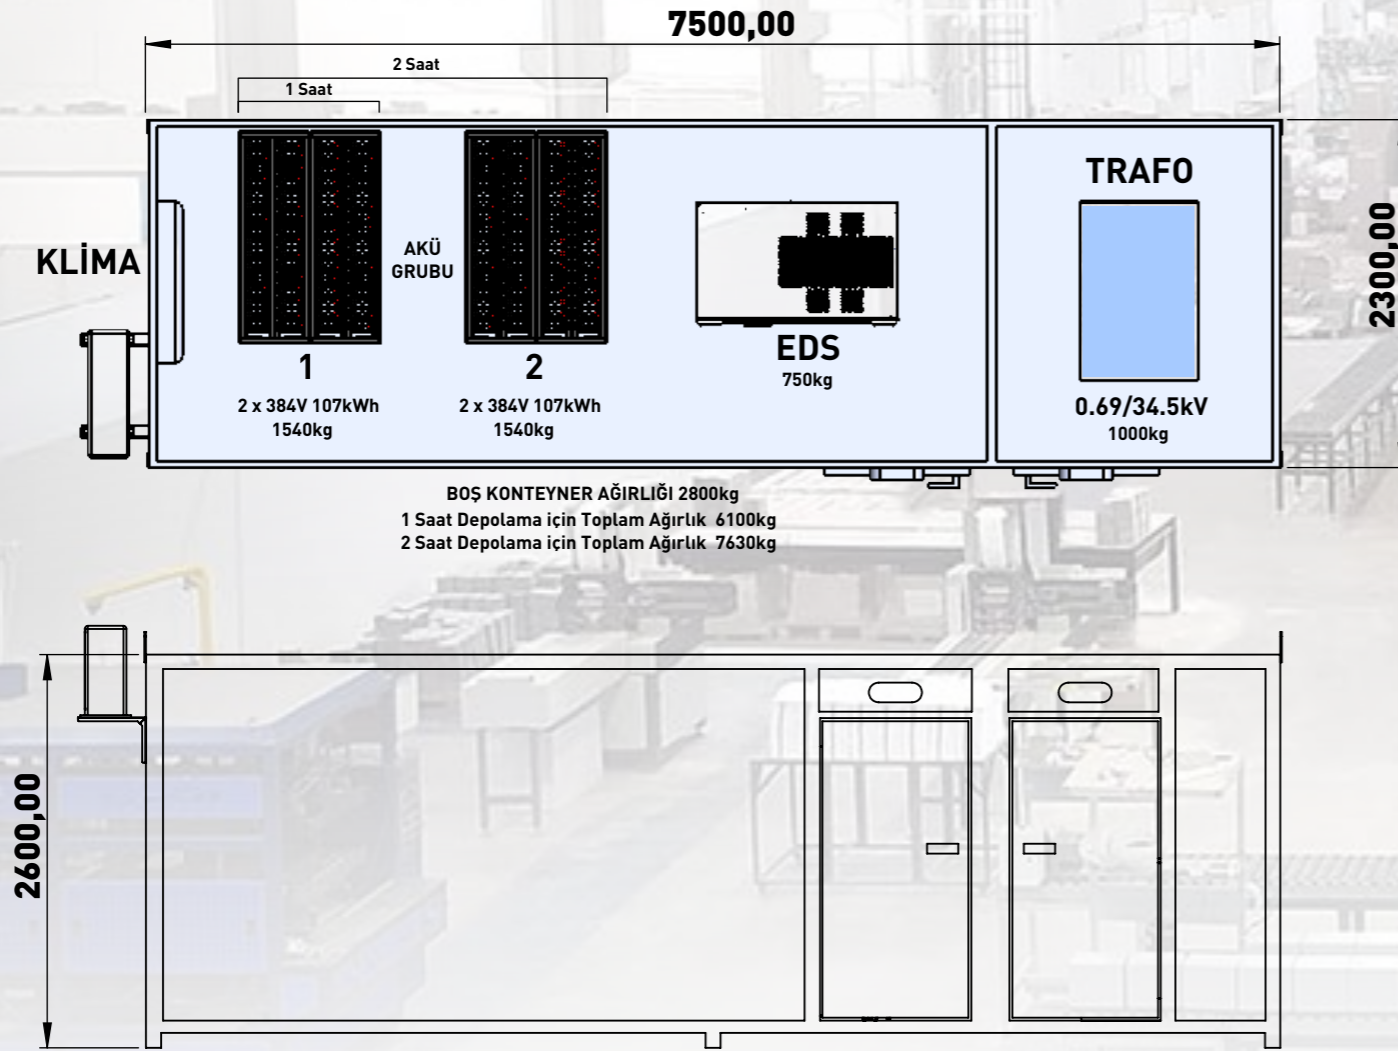 7500,00
2 Saat
1 Saat
KLİMA
AKÜ
GRUBU
TRAFO
2300,00
1
2
EDS
750kg
2 x 384V 107kWh
1540kg
2 x 384V 107kWh
1540kg
0.69/34.5kV
1000kg
BOŞ KONTEYNER AĞIRLIĞI 2800kg
1 Saat Depolama için Toplam Ağırlık 6100kg
2 Saat Depolama için Toplam Ağırlık 7630kg
2600,00